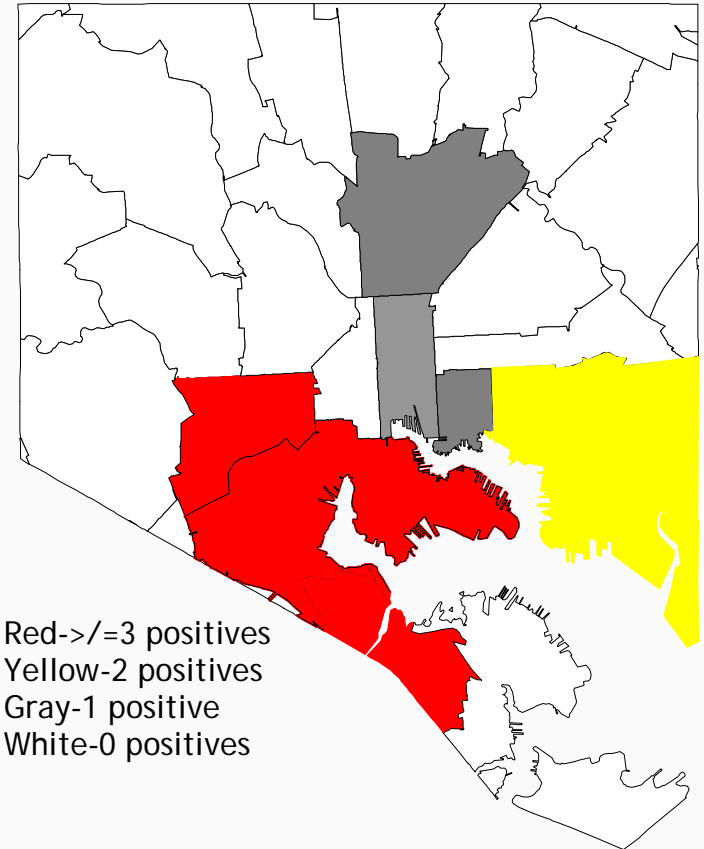 Red->/=3 positives
Yellow-2 positives
Gray-1 positive
White-0 positives